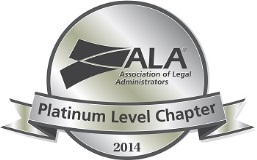 ALA®
Association of Legal
Administrators
Platinum Level Chapter
2014